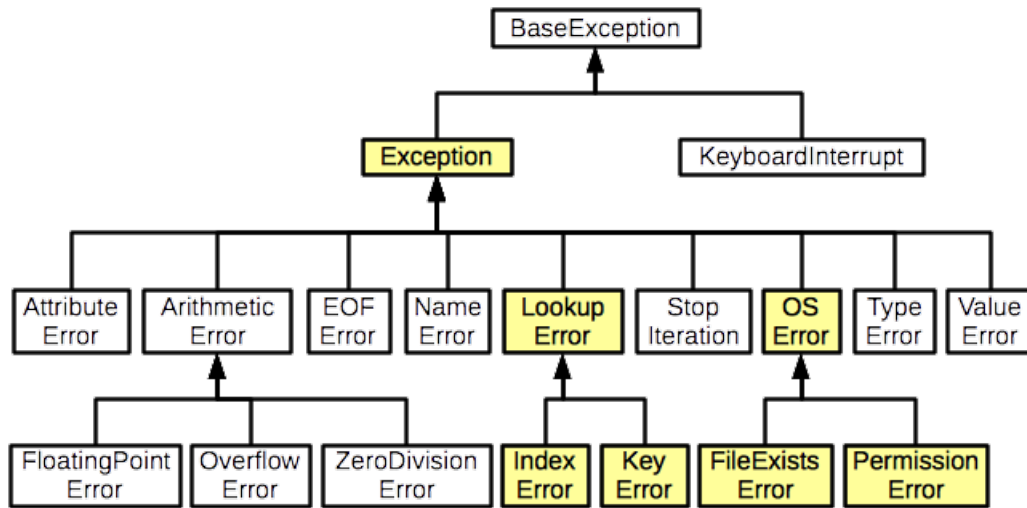 BaseException
Exception
KeyboardInterrupt
Attribute
Error
Arithmetic
Error
EOF
Error
Name
Error
Lookup
Error
Stop
Iteration
OS
Error
Type
Error
Value
Error
FloatingPoint
Error
Overflow
Error
ZeroDivision
Error
Index
Error
Key
Error
FileExists
Error
Permission
Error